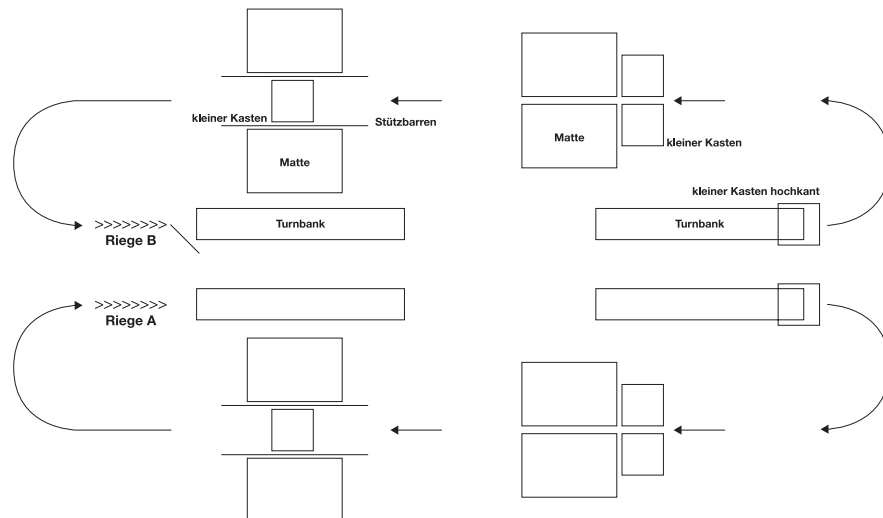 kleiner Kasten
Stützbarren
Matte
Matte
kleiner Kasten
kleiner Kasten hochkant
>>>>>>>>
Riege B
Turnbank
Turnbank
>>>>>>>>
Riege A